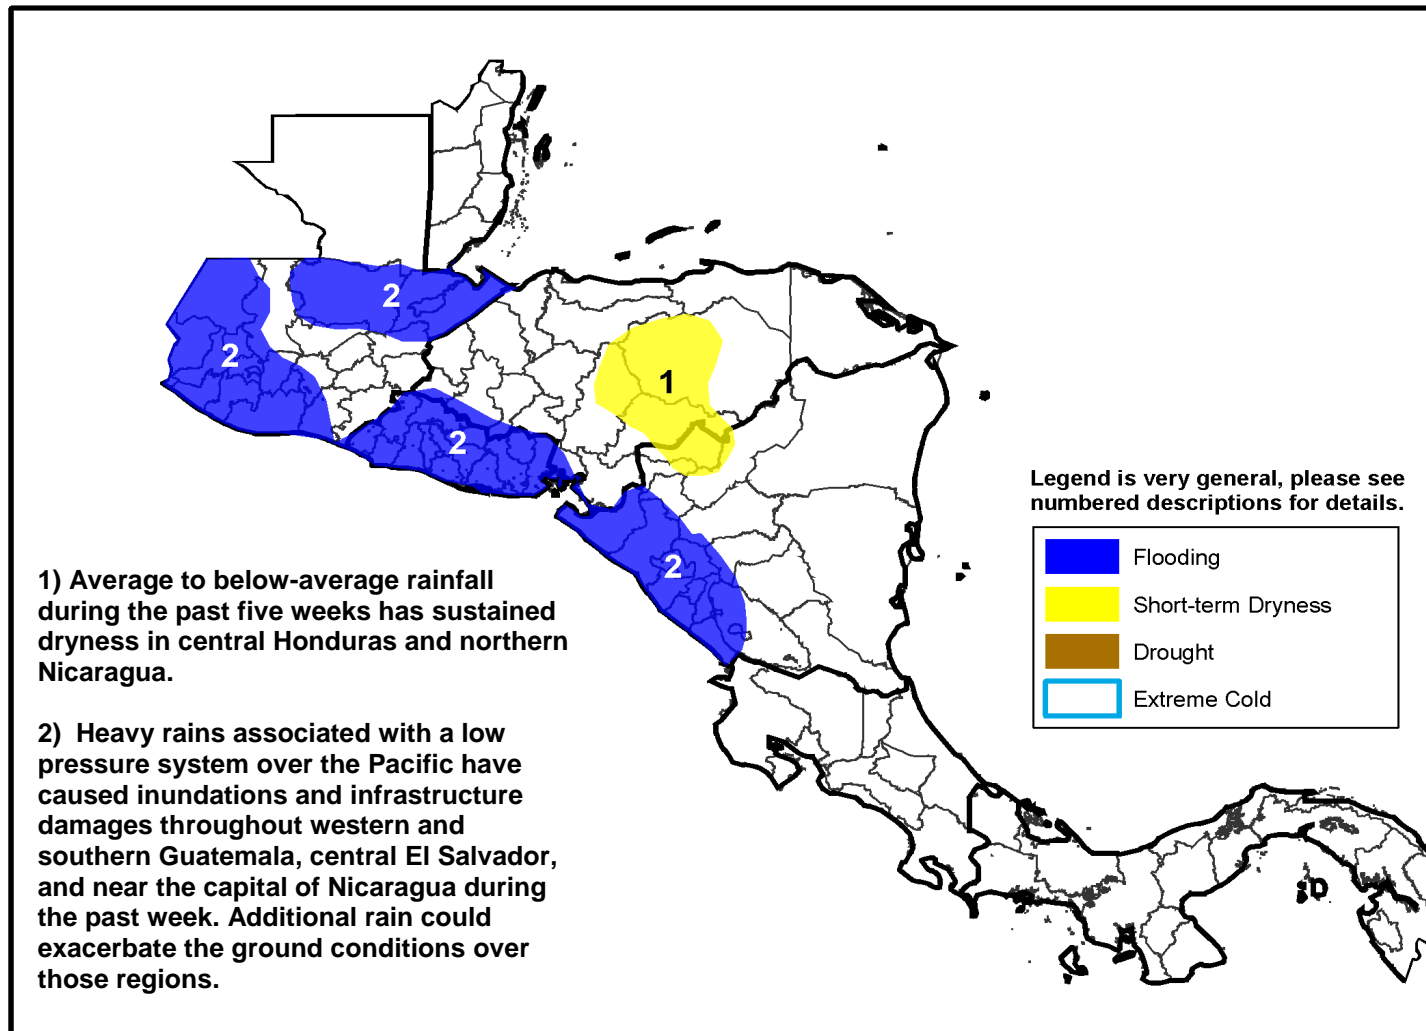 2
2
1
2
2
Legend is very general, please see
numbered descriptions for details.
Flooding
Short-term Dryness
Drought
Extreme Cold
1) Average to below-average rainfall
during the past five weeks has sustained
dryness in central Honduras and northern
Nicaragua.
2)  Heavy rains associated with a low
pressure system over the Pacific have
caused inundations and infrastructure
damages throughout western and
southern Guatemala, central El Salvador,
and near the capital of Nicaragua during
the past week. Additional rain could
exacerbate the ground conditions over
those regions.